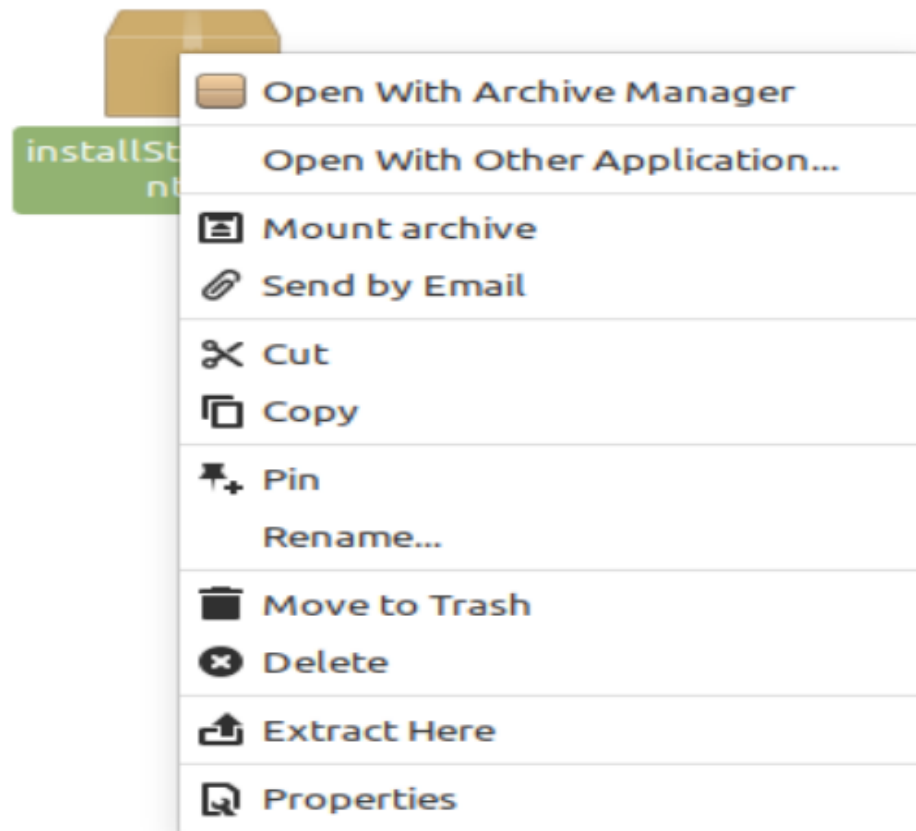 Open With Archive Manager
installSt
Open With Other Application...
nt
Mount archive
Send by Email
Cut
Copy
Pin
Rename...
Move to Trash
Delete
Extract Here
Properties